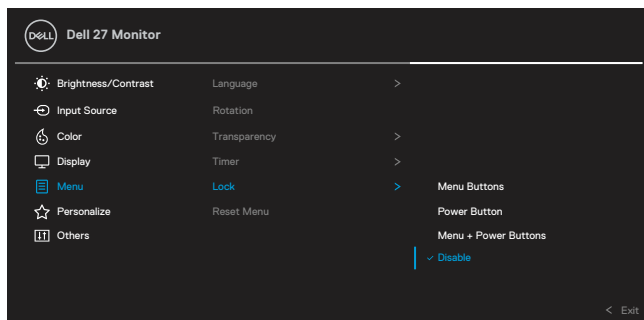 DELL Dell 27 Monitor
Brightness/Contrast Language >
Input Source Rotation
Color Transparency >
Display Timer >
Menu Lock > Menu Buttons
Personalize Reset Menu Power Button
Others Menu + Power Buttons
✓ Disable
< Exit